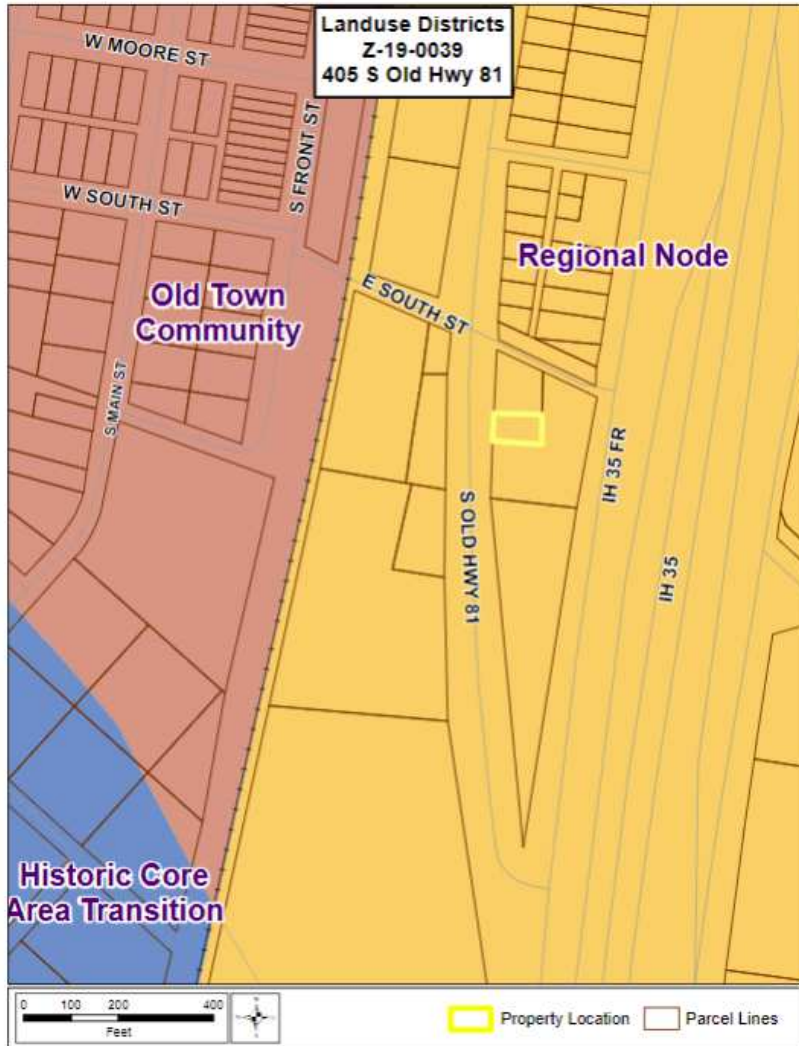 Landuse Districts
Z-19-0039
405 S Old Hwy 81
W MOORE ST
S FRONT ST
W SOUTH ST
Regional Node
E SOUTH ST
Old Town
Community
S MAIN ST
IH 35 FR
S OLD HWY 81
IH 35
Historic Core
Area Transition
0 100 200 400
Feet
Property Location
Parcel Lines